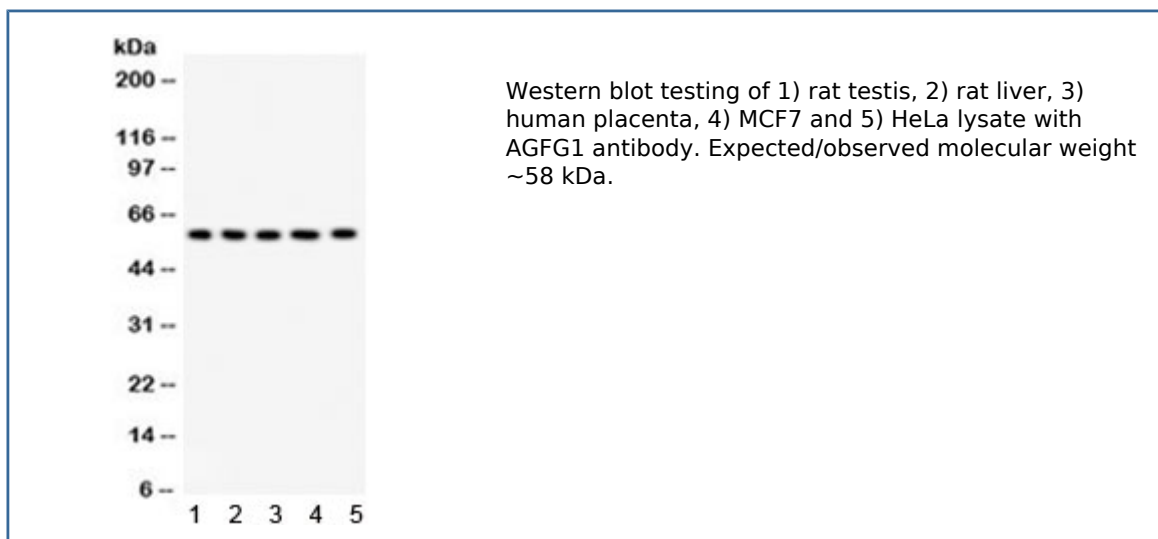 kDa
200 --
116 --
97 --
66 --
44 --
31 --
22 --
14 --
6 --
1 2 3 4 5
Western blot testing of 1) rat testis, 2) rat liver, 3)
human placenta, 4) MCF7 and 5) HeLa lysate with
AGFG1 antibody. Expected/observed molecular weight
~58 kDa.